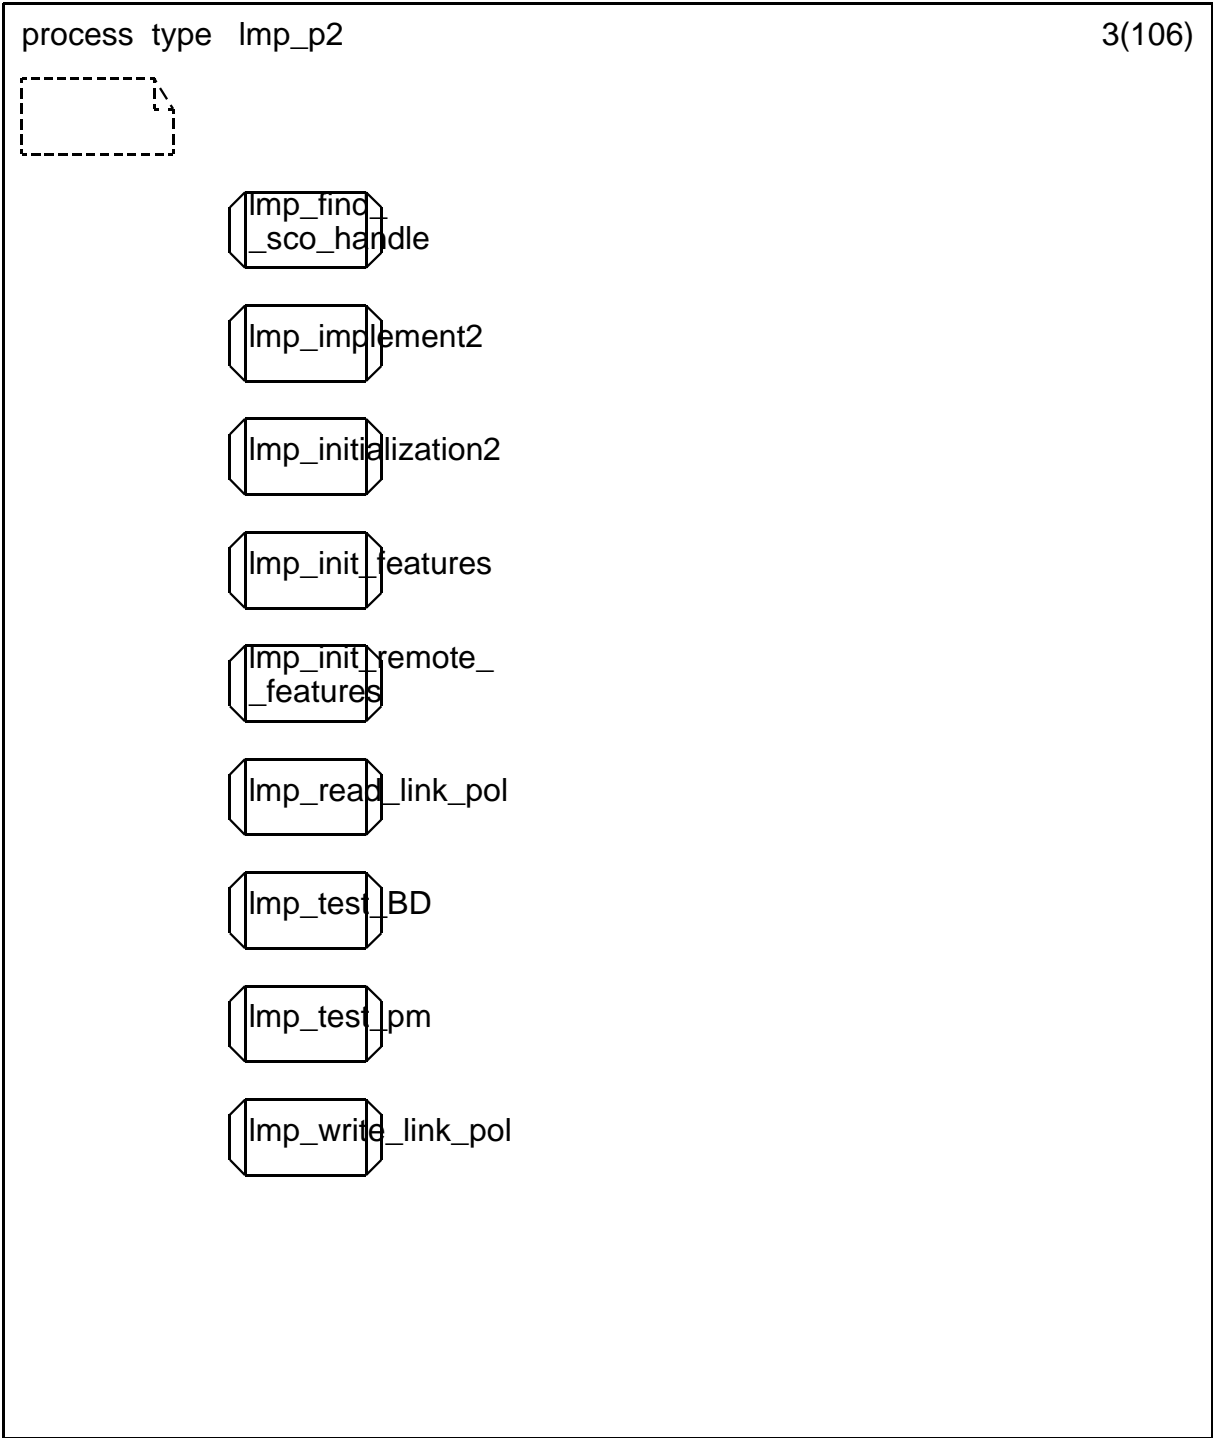 process type lmp_p2
3(106)
lmp_find_
_sco_handle
lmp_implement2
lmp_initialization2
lmp_init_features
lmp_init_remote_
_features
lmp_read_link_pol
lmp_test_BD
lmp_test_pm
lmp_write_link_pol